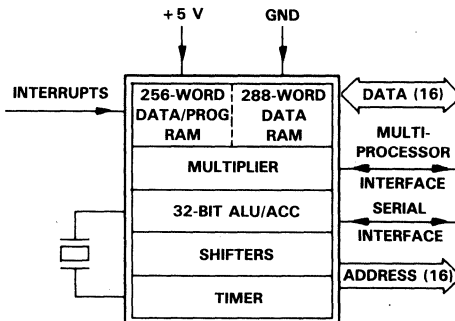 +5 V
GND
INTERRUPTS
256-WORD
DATA/PROG
RAM
288-WORD
DATA
RAM
DATA (16)
MULTI-
PROCESSOR
INTERFACE
MULTIPLIER
32-BIT ALU/ACC
SERIAL
INTERFACE
SHIFTERS
ADDRESS (16)
TIMER